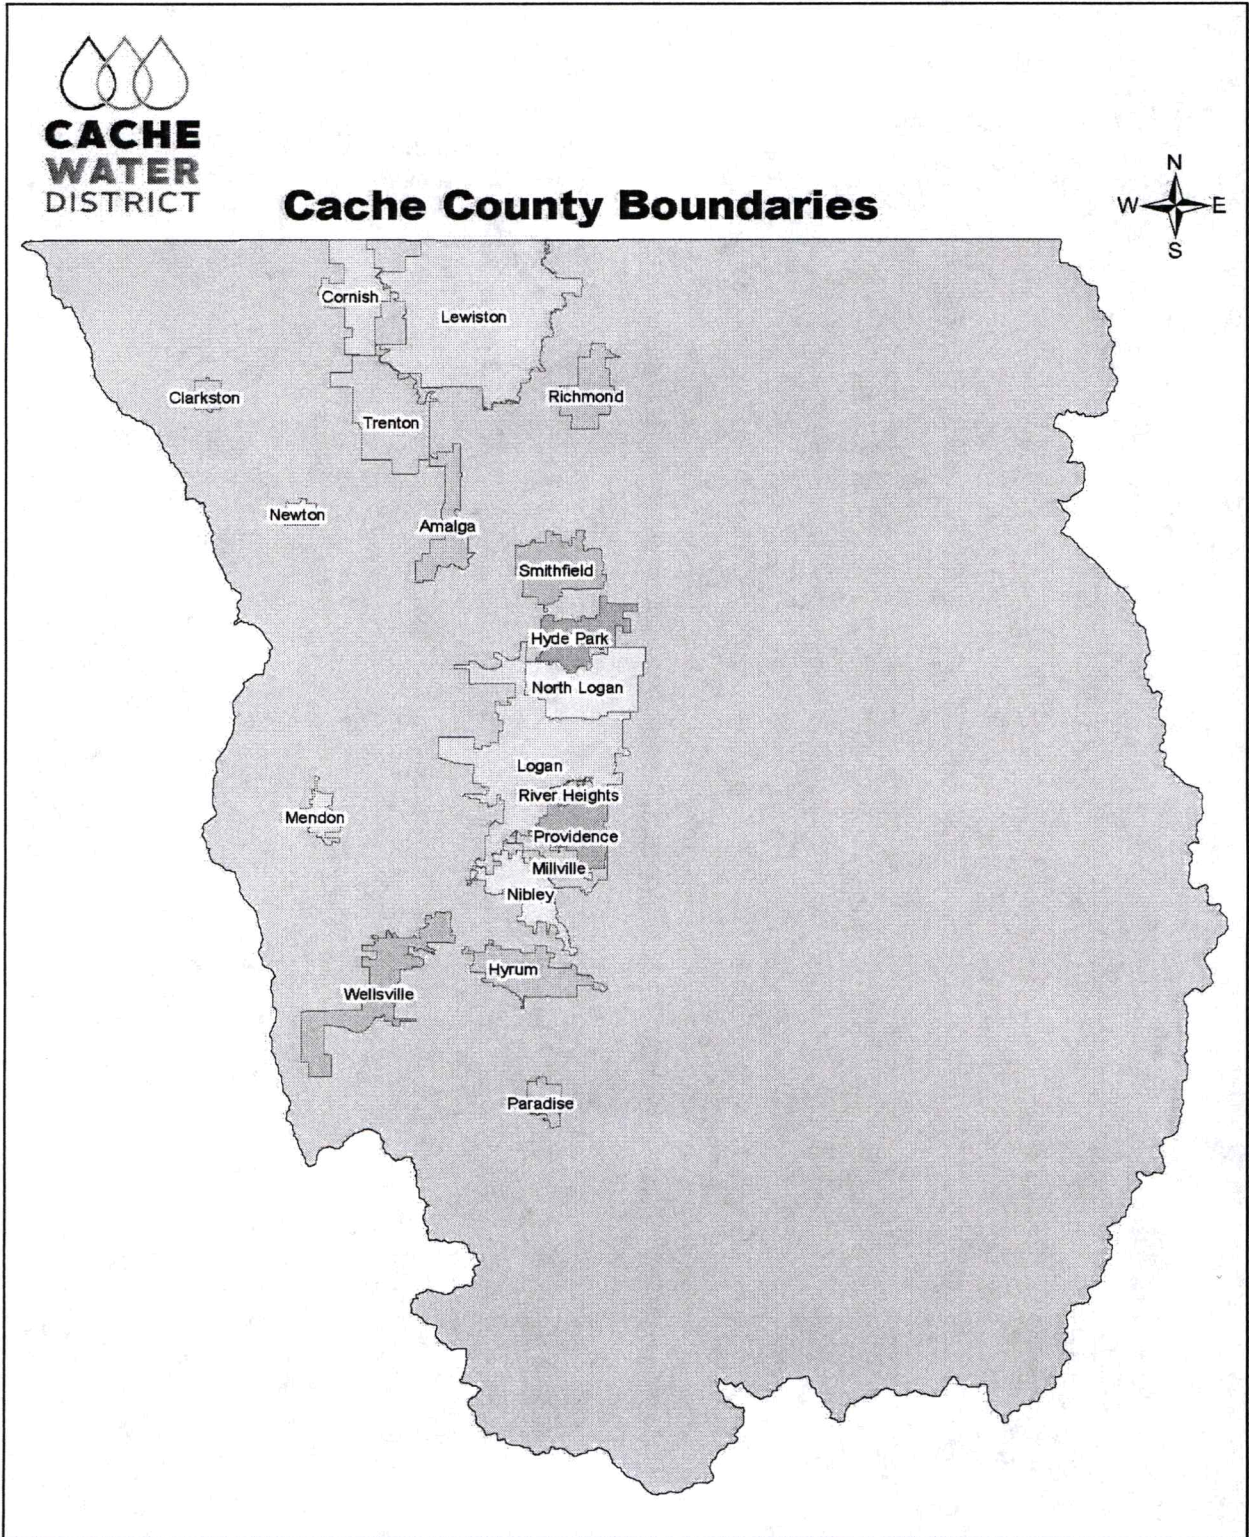 CACHE
WATER
DISTRICT
Cache County Boundaries
N
W
E
S
Cornish
Lewiston
Clarkston
Richmond
Trenton
Newton
Amalga
Smithfield
Hyde Park
North Logan
Logan
River Heights
Mendon
Providence
Millville
Nibley
Hyrum
Wellsville
Paradise